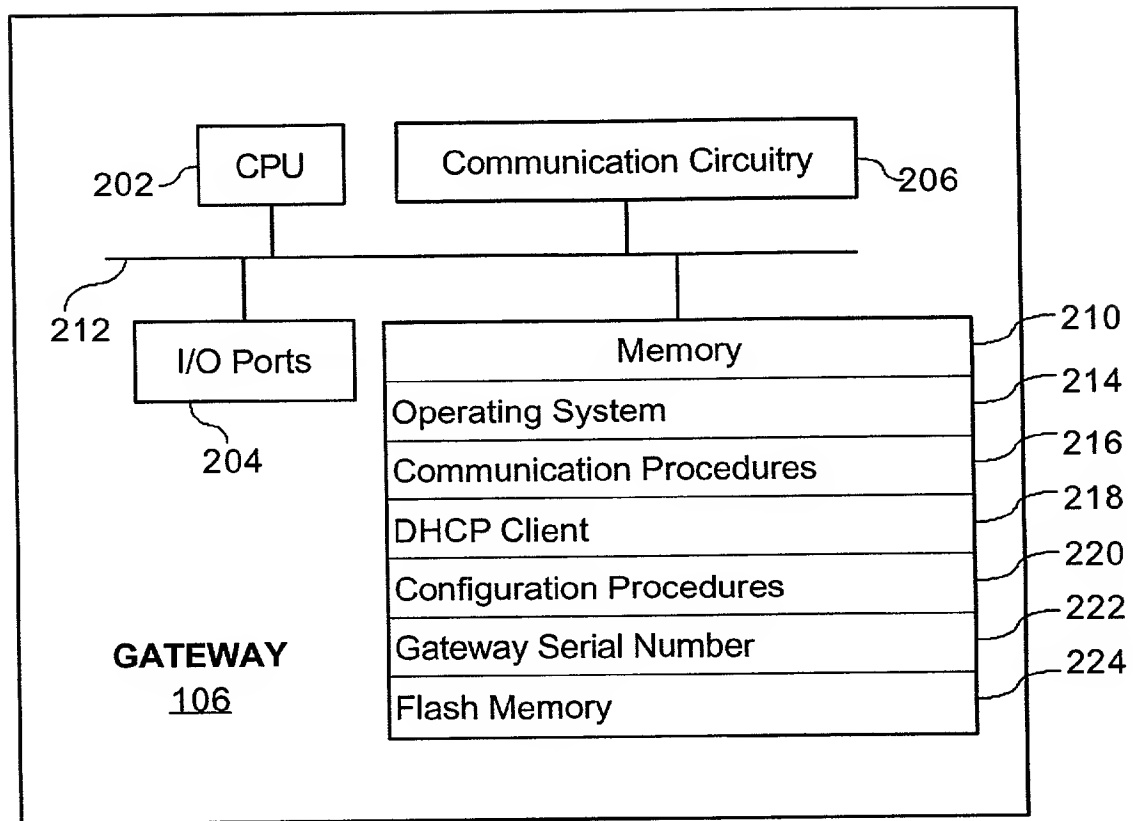 CPU
Communication Circuitry
202
206
212
I/O Ports
204
Memory
210
Operating System
214
Communication Procedures
216
DHCP Client
218
Configuration Procedures
220
Gateway Serial Number
222
Flash Memory
224
GATEWAY
106